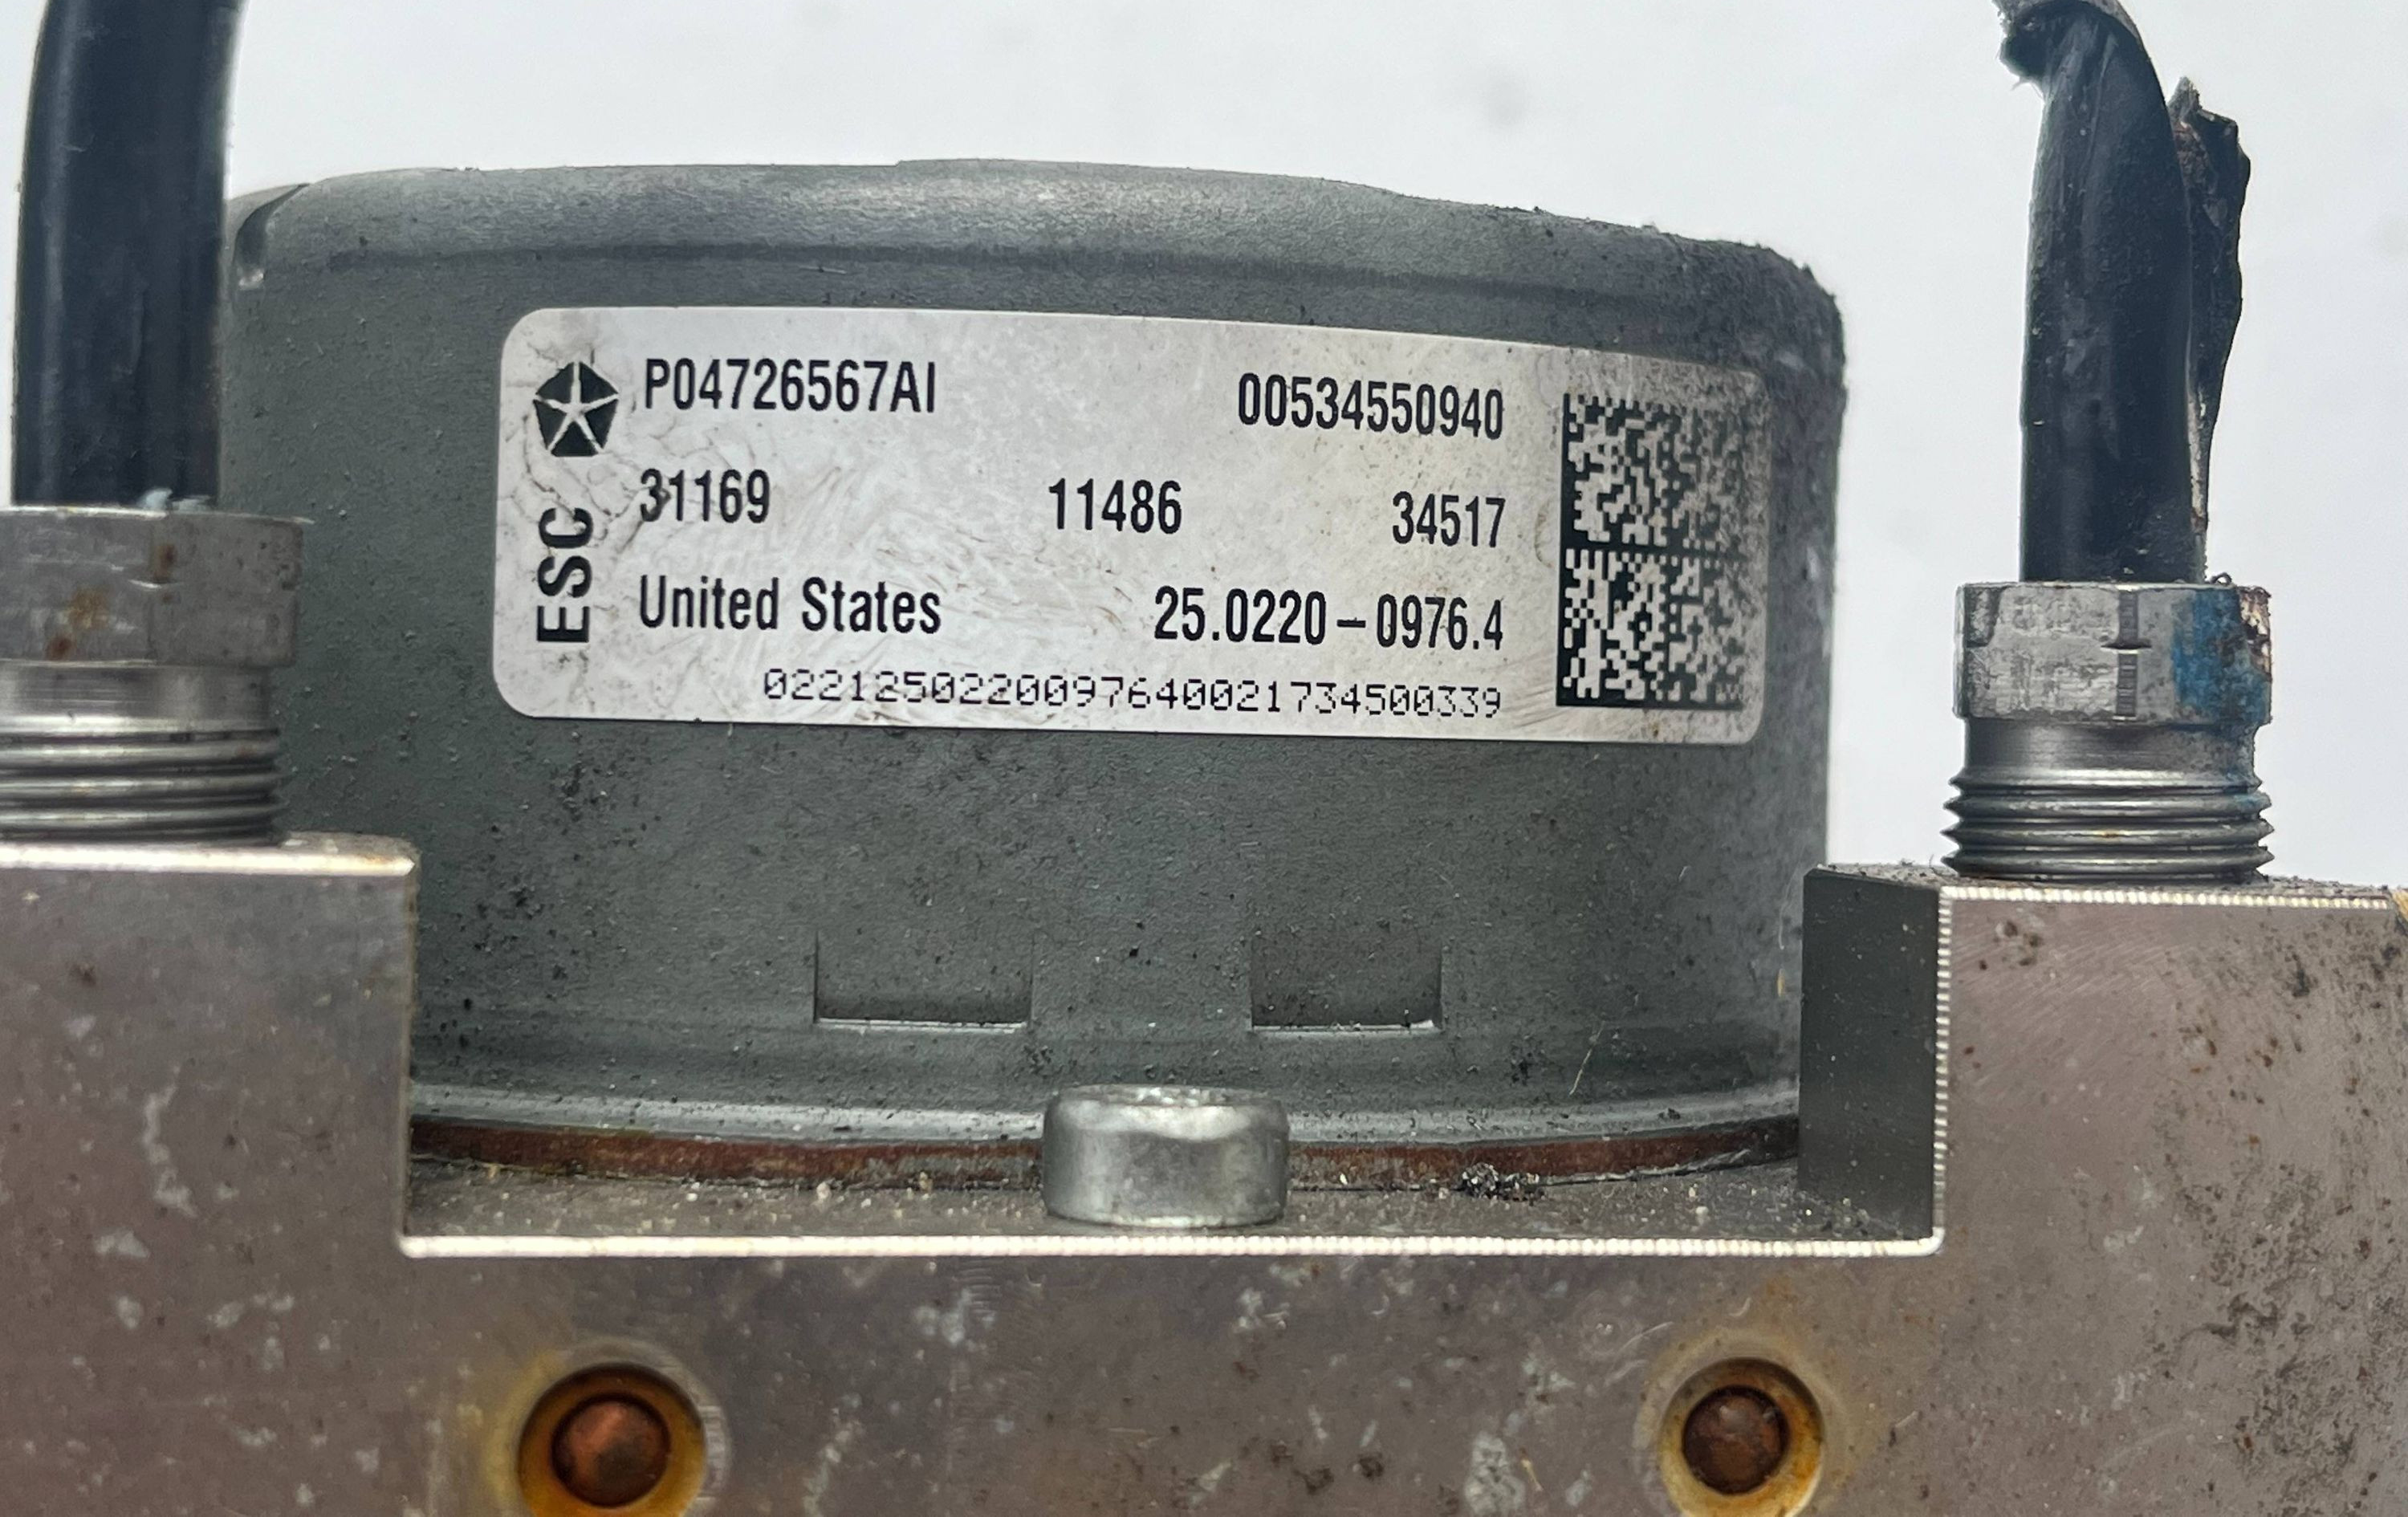 P04726567AI 00534550940
31169 11486 34517
United States 25.0220-0976.4
0221250220097640021734500339
ESC